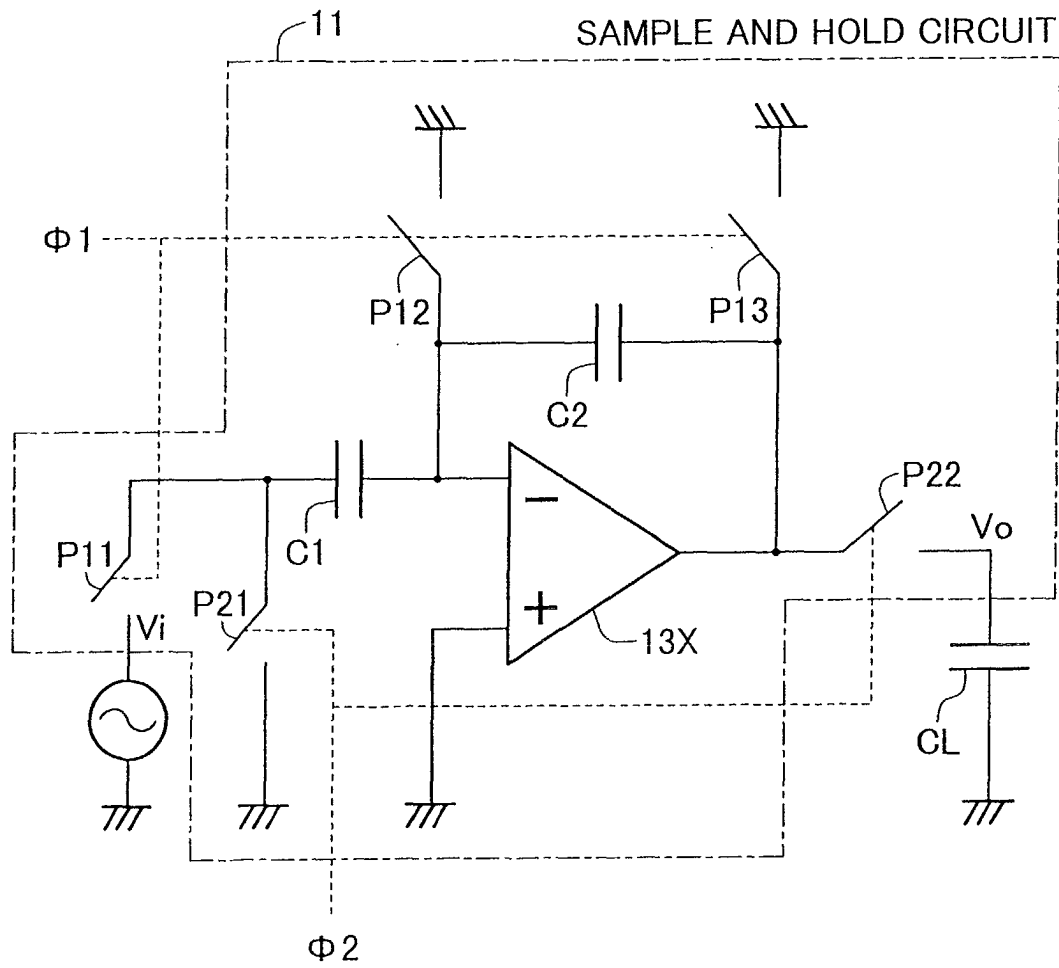 11
SAMPLE AND HOLD CIRCUIT
Φ1
P12
P13
C2
P22
C1
Vo
P11
P21
−
+
Vi
13X
CL
Φ2